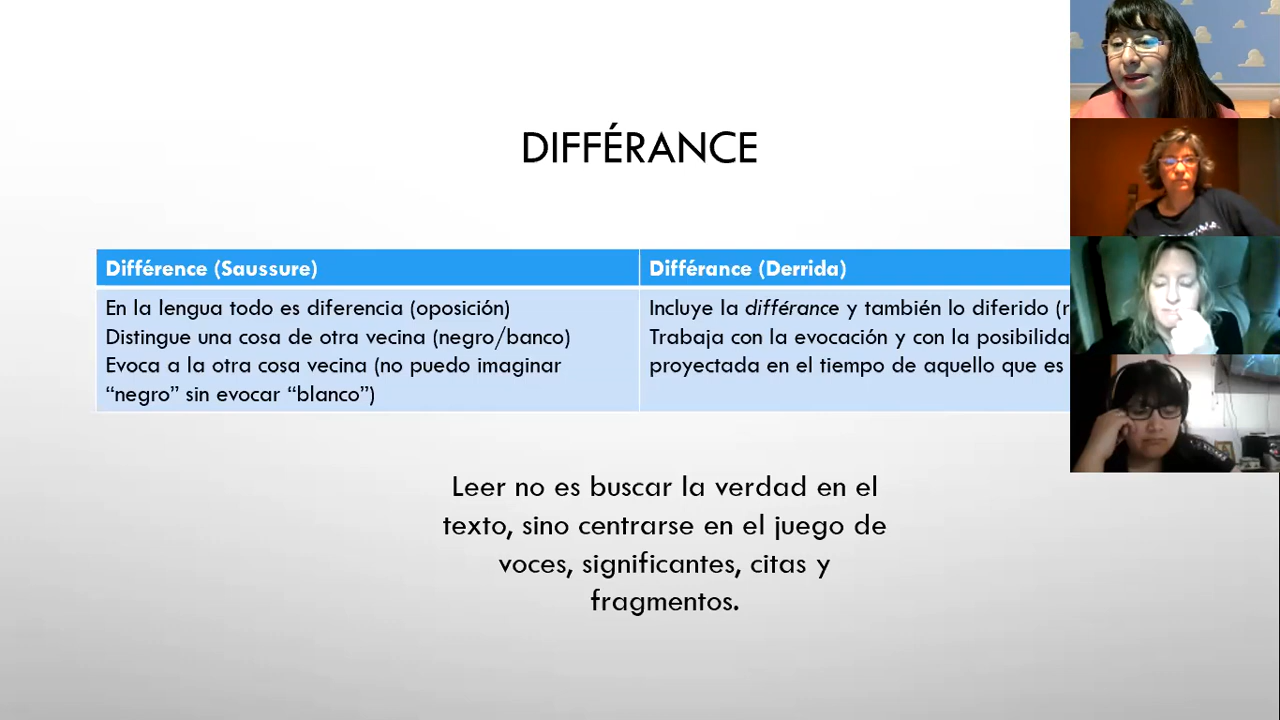 DIFFÉRANCE
Différence (Saussure)
Différance (Derrida)
En la lengua todo es diferencia (oposición)
Distingue una cosa de otra vecina (negro/banco)
Evoca a la otra cosa vecina (no puedo imaginar
“negro” sin evocar “blanco”)
Incluye la différance y también lo diferido (r
Trabaja con la evocación y con la posibilida
proyectada en el tiempo de aquello que es
Leer no es buscar la verdad en el
texto, sino centrarse en el juego de
voces, significantes, citas y
fragmentos.